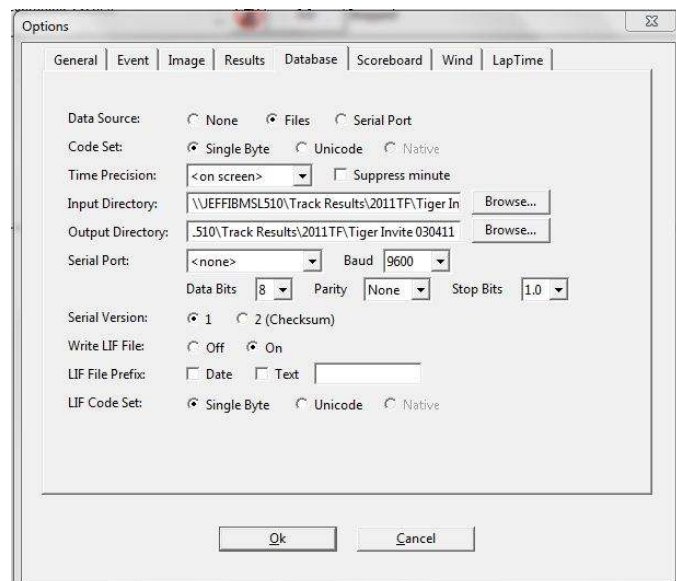 Options
General Event Image Results Database Scoreboard Wind LapTime
Data Source: None Files Serial Port
Code Set: Single Byte Unicode Native
Time Precision: <on screen> Suppress minute
Input Directory: \\JEFFIBMSL510\Track Results\2011TF\Tiger In Browse...
Output Directory: .510\Track Results\2011TF\Tiger Invite 030411 Browse...
Serial Port: <none> Baud 9600
Data Bits 8 Parity None Stop Bits 1.0
Serial Version: 1 2 (Checksum)
Write LIF File: Off On
LIF File Prefix: Date Text
LIF Code Set: Single Byte Unicode Native
Ok Cancel